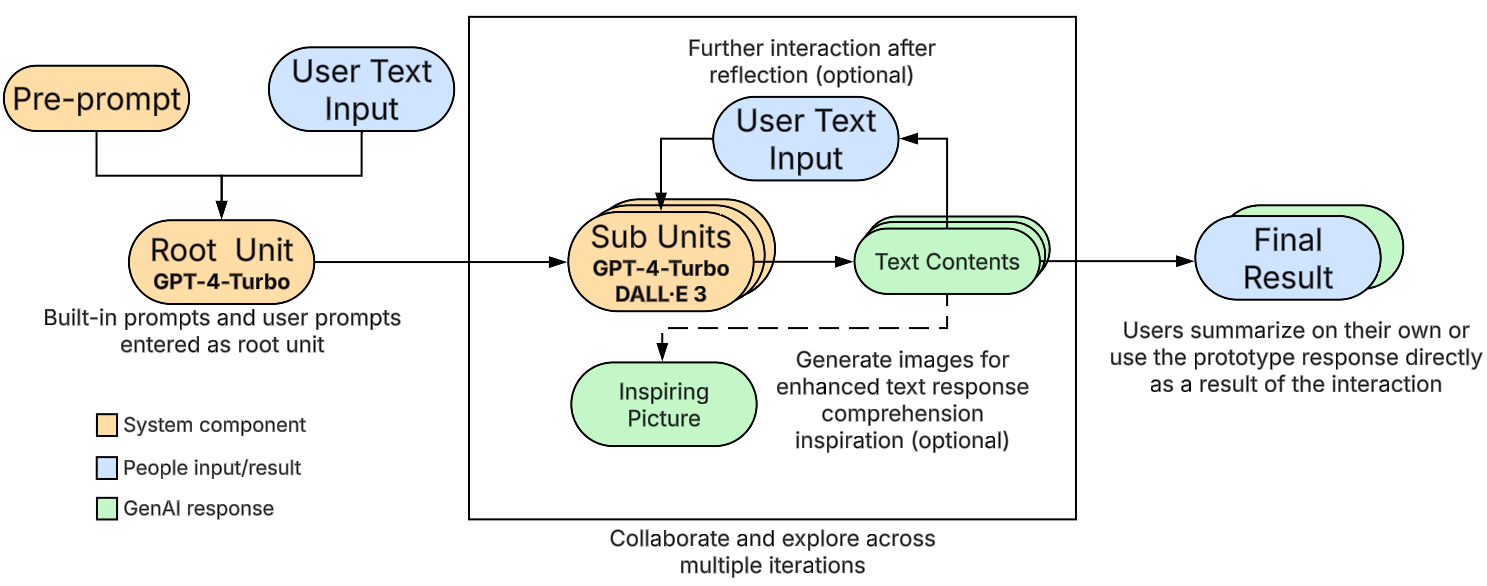 Pre-prompt
User Text
Input
Root Unit
GPT-4-Turbo
Built-in prompts and user prompts
entered as root unit
System component
People input/result
GenAI response
Further interaction after
reflection (optional)
User Text
Input
Sub Units
GPT-4-Turbo
DALL·E 3
Text Contents
Inspiring
Picture
Generate images for
enhanced text response
comprehension
inspiration (optional)
Collaborate and explore across
multiple iterations
Final
Result
Users summarize on their own or
use the prototype response directly
as a result of the interaction